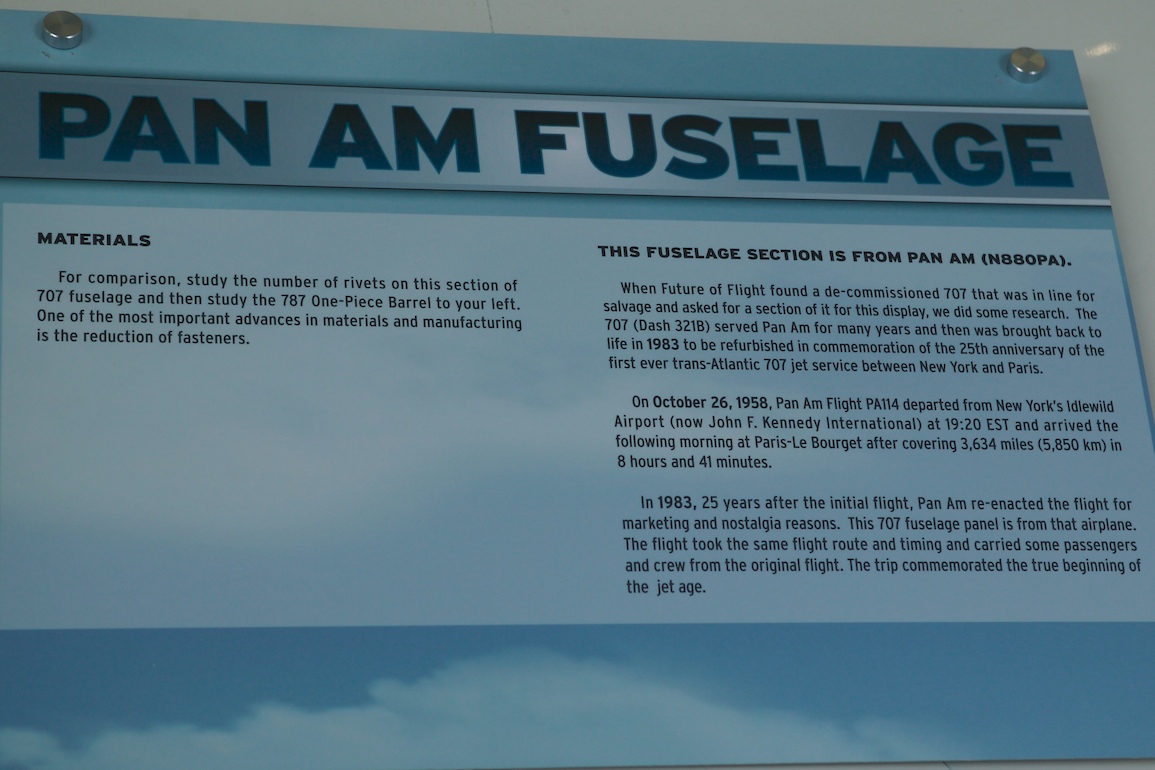 PAN AM FUSELAGE
MATERIALS
For comparison, study the number of rivets on this section of
707 fuselage and then study the 787 One-Piece Barrel to your left.
One of the most important advances in materials and manufacturing
is the reduction of fasteners.
THIS FUSELAGE SECTION IS FROM PAN AM (N880PA).
When Future of Flight found a de-commissioned 707 that was in line for
salvage and asked for a section of it for this display, we did some research. The
707 (Dash 321B) served Pan Am for many years and then was brought back to
life in 1983 to be refurbished in commemoration of the 25th anniversary of the
first ever trans-Atlantic 707 jet service between New York and Paris.
On October 26, 1958, Pan Am Flight PA114 departed from New York's Idlewild
Airport (now John F. Kennedy International) at 19:20 EST and arrived the
following morning at Paris-Le Bourget after covering 3,634 miles (5,850 km) in
8 hours and 41 minutes.
In 1983, 25 years after the initial flight, Pan Am re-enacted the flight for
marketing and nostalgia reasons. This 707 fuselage panel is from that airplane.
The flight took the same flight route and timing and carried some passengers
and crew from the original flight. The trip commemorated the true beginning of
the jet age.